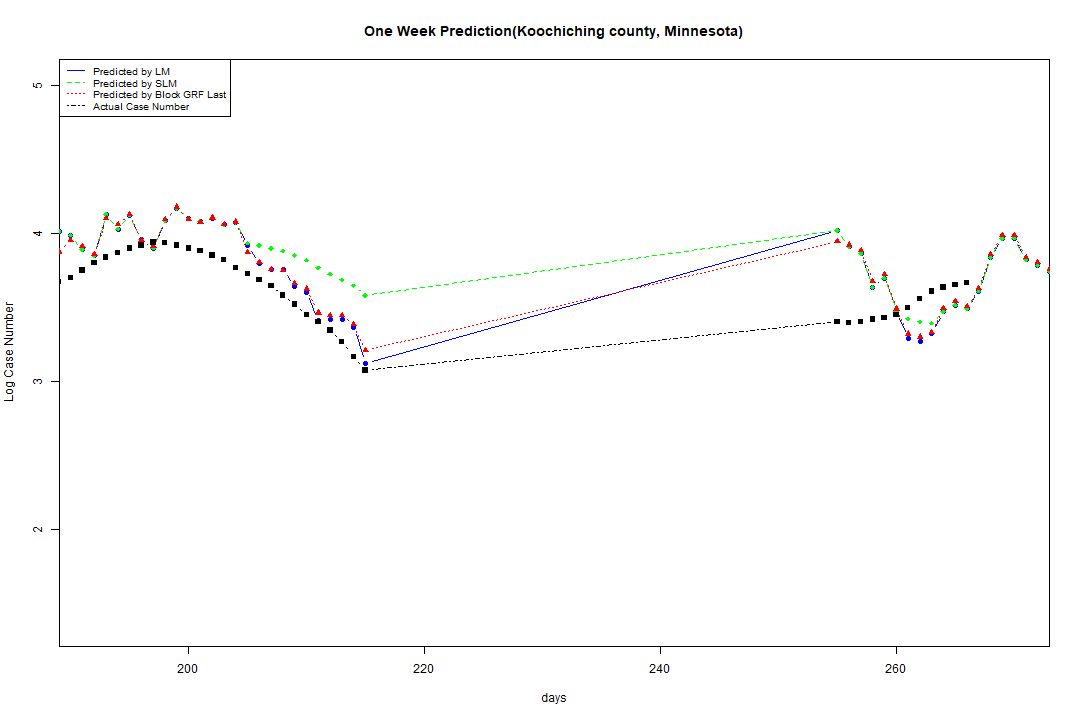 One Week Prediction(Koochiching county, Minnesota)
Predicted by LM
Predicted by SLM
Predicted by Block GRF Last
Actual Case Number
5
4
3
2
Log Case Number
200
220
240
260
days